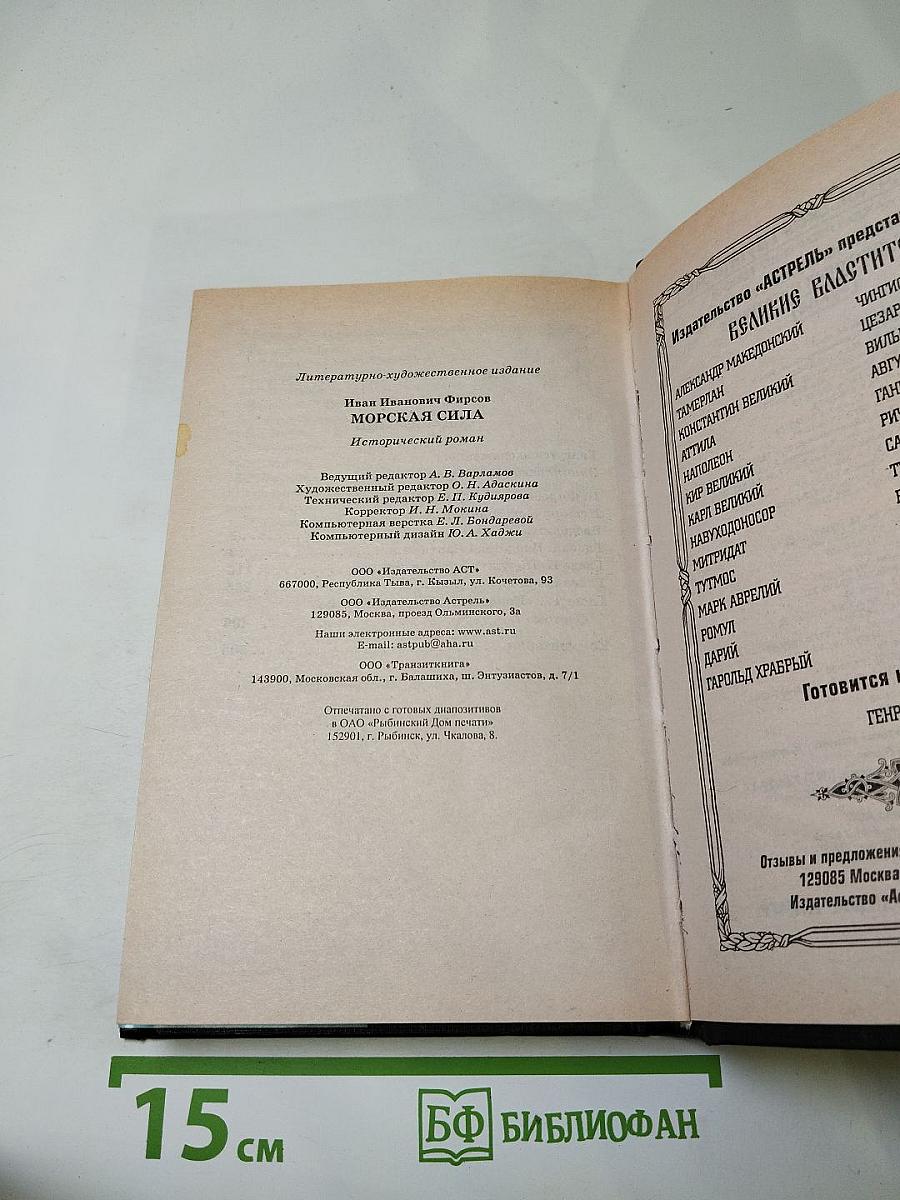 Литературно-художественное издание
Иван Иванович Фирсов
МОРСКАЯ СИЛА
Исторический роман
Ведущий редактор А. В. Варламов
Художественный редактор О. Н. Адаскина
Технический редактор Е. П. Кудиярова
Корректор И. Н. Мокина
Компьютерная верстка Е. Л. Бондаревой
Компьютерный дизайн Ю. А. Хаджи
ООО «Издательство АСТ»
667000, Республика Тыва, г. Кызыл, ул. Кочетова, 93
ООО «Издательство Астрель»
129085, Москва, проезд Ольминского, 3а
Наши электронные адреса: www.ast.ru
E-mail: astpub@aha.ru
ООО «Транзиткнига»
143900, Московская обл., г. Балашиха, ш. Энтузиастов, д. 7/1
Отпечатано с готовых диапозитивов
в ОАО «Рыбинский Дом печати»
152901, г. Рыбинск, ул. Чкалова, 8.
Издательство «АСТРЕЛЬ»
ВЕЛИКИЕ
АЛЕКСАНДР МАКЕДОНСКИЙ
ТАМЕРЛАН
КОНСТАНТИН ВЕЛИКИЙ
АТТИЛА
НАПОЛЕОН
КИР ВЕЛИКИЙ
КАРЛ ВЕЛИКИЙ
НАВУХОДОНОСОР
МИТРИДАТ
ТУТМОС
МАРК АВРЕЛИЙ
РОМУЛ
ДАРИЙ
ГАРОЛЬД ХРАБРЫЙ
Готовится
Отзывы и
129085 Москва
Издательство
15 см
БФ БИБЛИОФАН